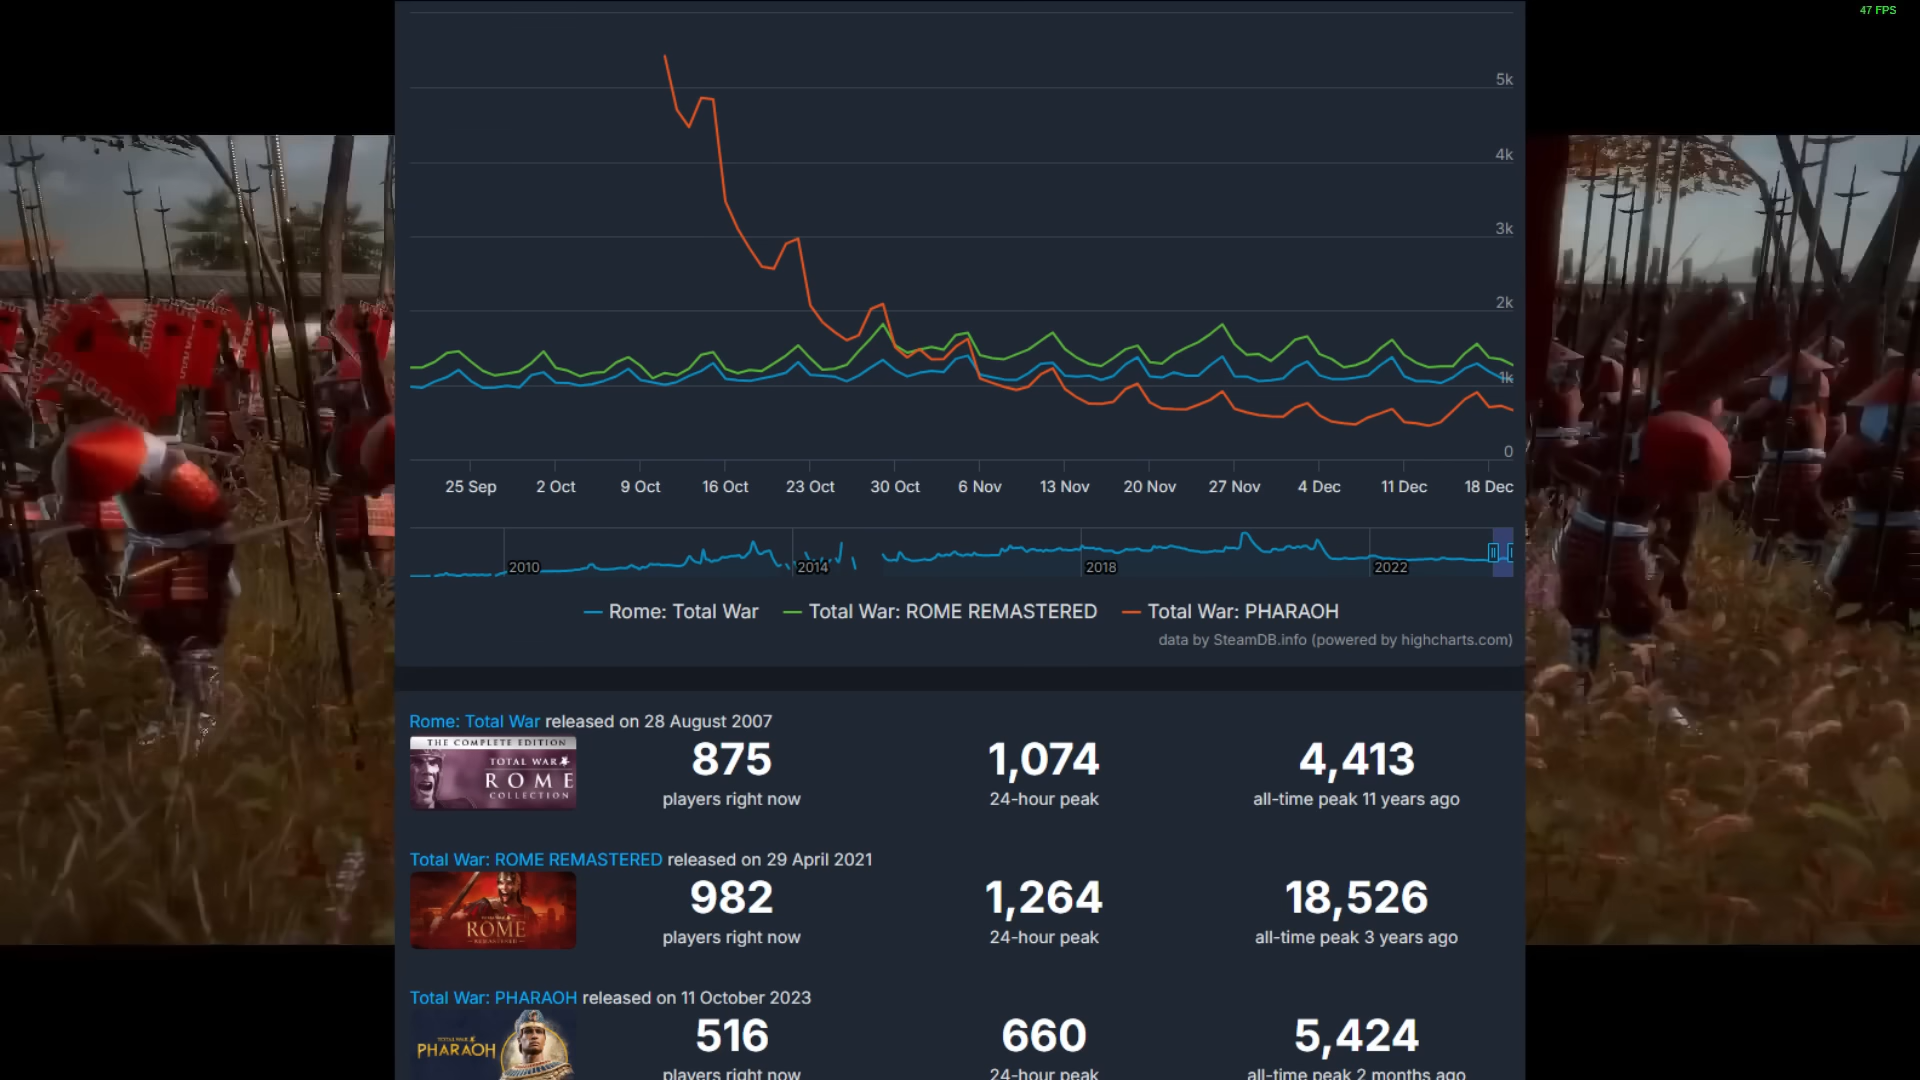 47 FPS
5k
4k
3k
2k
1k
0
25 Sep 2 Oct 9 Oct 16 Oct 23 Oct 30 Oct 6 Nov 13 Nov 20 Nov 27 Nov 4 Dec 11 Dec 18 Dec
2010 2014 2018 2022
Rome: Total War Total War: ROME REMASTERED Total War: PHARAOH
data by SteamDB.info (powered by highcharts.com)
Rome: Total War released on 28 August 2007
THE COMPLETE EDITION
TOTAL WAR
ROME
COLLECTION
875 1,074 4,413
players right now 24-hour peak all-time peak 11 years ago
Total War: ROME REMASTERED released on 29 April 2021
TOTAL WAR
ROME
REMASTERED
982 1,264 18,526
players right now 24-hour peak all-time peak 3 years ago
Total War: PHARAOH released on 11 October 2023
TOTAL WAR
PHARAOH
516 660 5,424
players right now 24-hour peak all-time peak 2 months ago